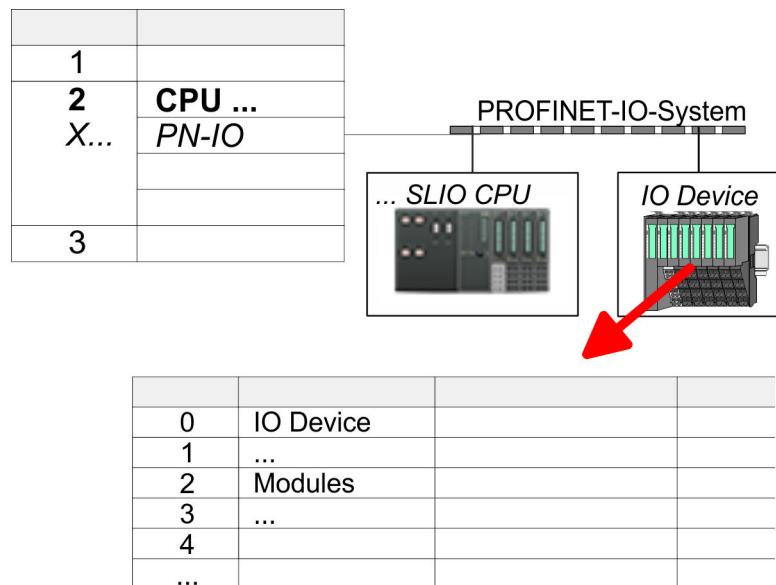 1
2 CPU ...
X... PN-IO
3
PROFINET-IO-System
... SLIO CPU
IO Device
0 IO Device
1 ...
2 Modules
3 ...
4
...